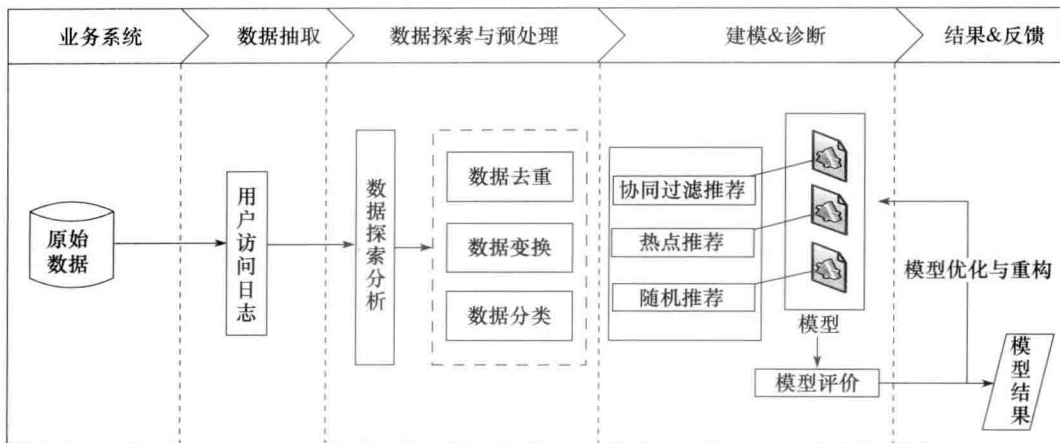 业务系统
数据抽取
数据探索与预处理
建模&诊断
结果&反馈
原始
数据
用户访问日志
数据探索分析
数据去重
数据变换
数据分类
协同过滤推荐
热点推荐
随机推荐
模型
模型评价
模型优化与重构
模型结果